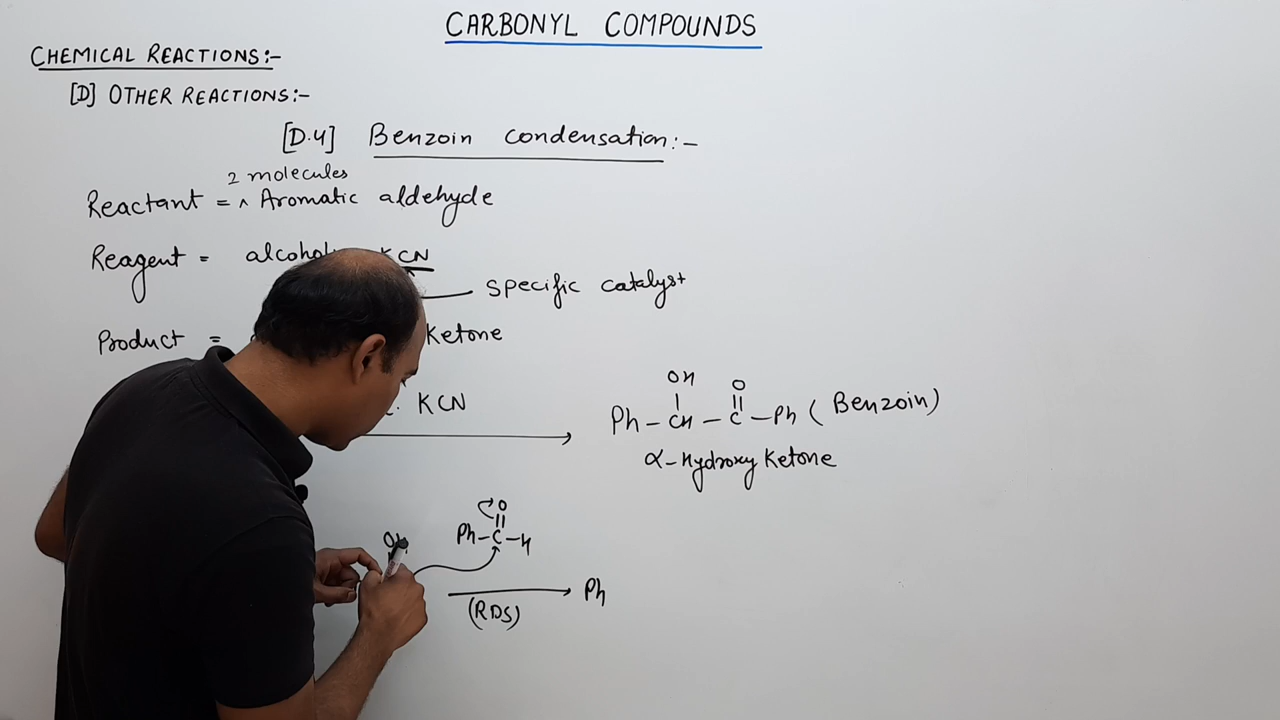 CARBONYL COMPOUNDS
CHEMICAL REACTIONS:-
[D] OTHER REACTIONS:-
[D.4] Benzoin condensation:-
2 molecules
Reactant = ^ Aromatic aldehyde
Reagent = KCN
specific catalyst
Product = Ketone
KCN
OH
O
||
Ph - CH - C - Ph ( Benzoin)
α-Hydroxy Ketone
O
||
Ph-C-H
(RDS)
Ph